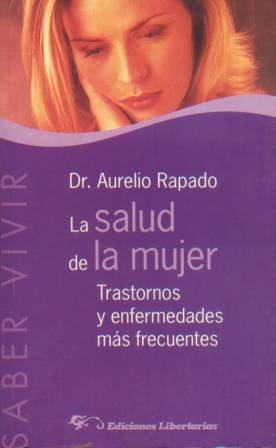 Dr. Aurelio Rapado
La salud
de la mujer
Trastornos
y enfermedades
más frecuentes
SABER VIVIR
Ediciones Libertarias